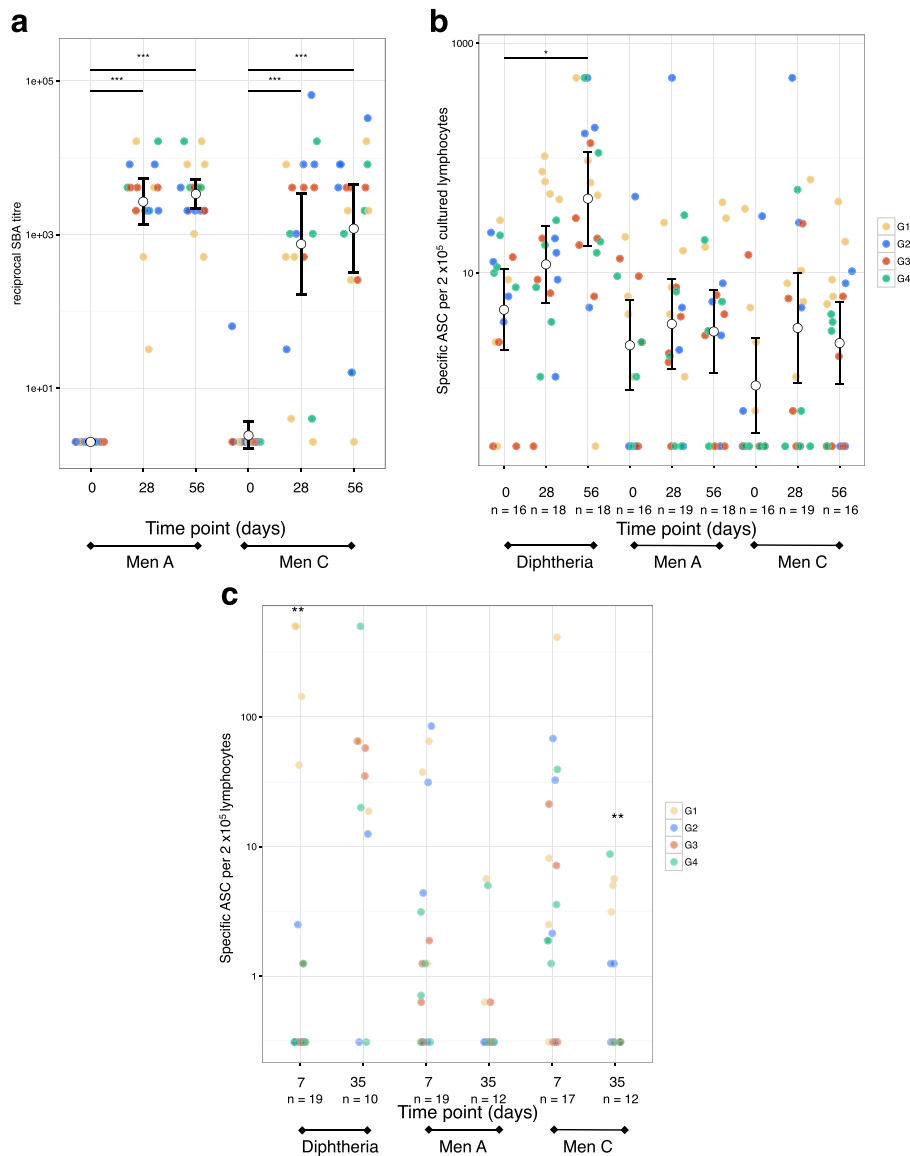 a
***
***
***
***
1e+05
1e+03
1e+01
reciprocal SBA titre
0
28
56
0
28
56
Time point (days)
Men A
Men C
b
*
1000
10
Specific ASC per 2 x10⁵ cultured lymphocytes
G1
G2
G3
G4
0
28
56
0
28
56
0
28
56
n = 16
n = 18
n = 18
n = 16
n = 19
n = 18
n = 16
n = 19
n = 16
Time point (days)
Diphtheria
Men A
Men C
c
**
**
100
10
1
Specific ASC per 2 x10⁵ lymphocytes
G1
G2
G3
G4
7
35
7
35
7
35
n = 19
n = 10
n = 19
n = 12
n = 17
n = 12
Time point (days)
Diphtheria
Men A
Men C